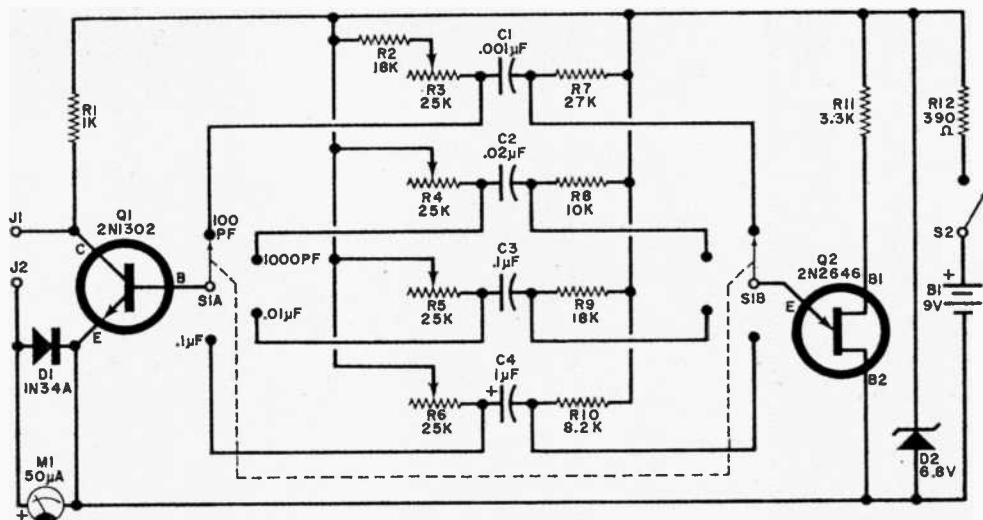 R1
1K
R2
18K
R3
25K
C1
.001µF
R7
27K
R11
3.3K
R12
390
Ω
C2
.02µF
R4
25K
R8
10K
J1
J2
Q1
2N1302
C
B
E
100
PF
1000PF
S1A
.01µF
.1µF
C3
.1µF
R5
25K
R9
18K
S1B
Q2
2N2646
E
B1
B2
S2
+
B1
9V
D1
1N34A
C4
1µF
+
R6
25K
R10
8.2K
M1
50µA
+
D2
6.8V